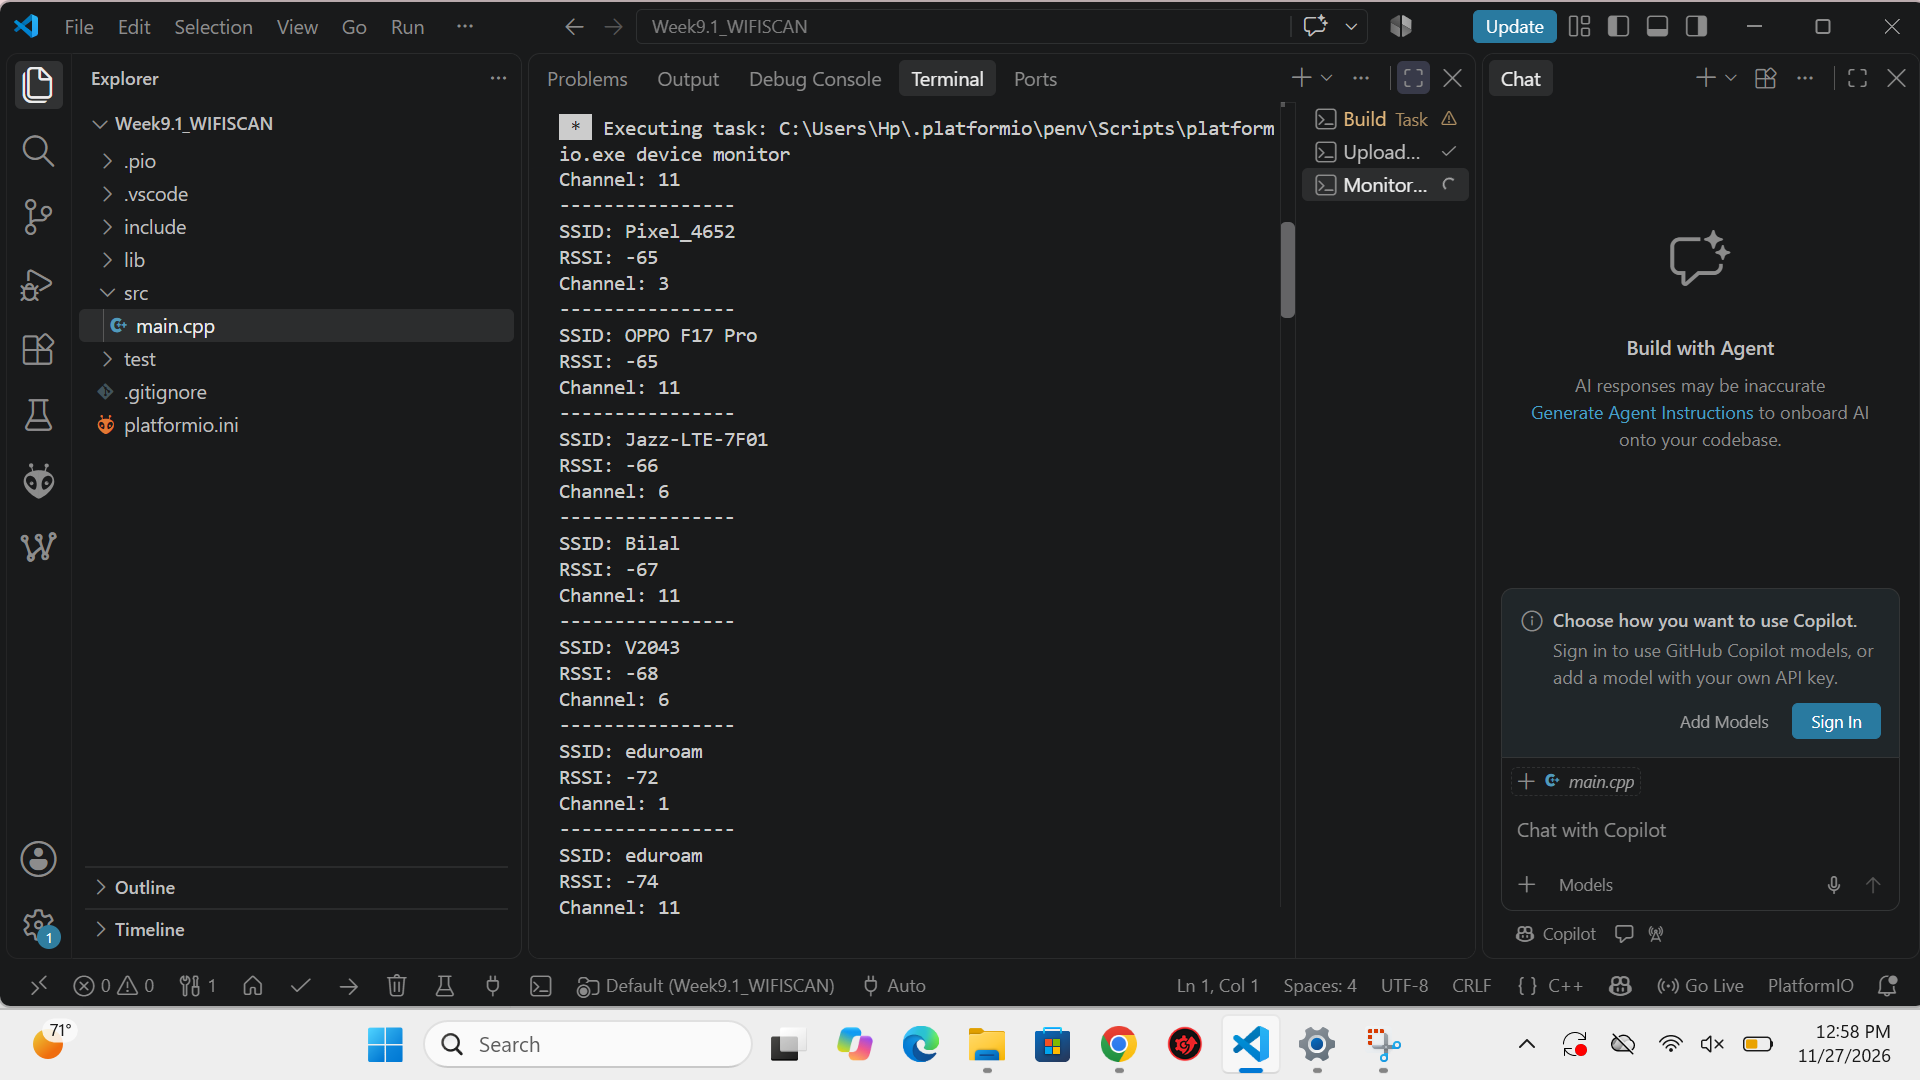 File Edit Selection View Go Run ...
Week9.1_WIFISCAN
Update
Explorer
Week9.1_WIFISCAN
.pio
.vscode
include
lib
src
main.cpp
test
.gitignore
platformio.ini
Outline
Timeline
1
Problems Output Debug Console Terminal Ports
* Executing task: C:\Users\Hp\.platformio\penv\Scripts\platform
io.exe device monitor
Channel: 11
----------------
SSID: Pixel_4652
RSSI: -65
Channel: 3
----------------
SSID: OPPO F17 Pro
RSSI: -65
Channel: 11
----------------
SSID: Jazz-LTE-7F01
RSSI: -66
Channel: 6
----------------
SSID: Bilal
RSSI: -67
Channel: 11
----------------
SSID: V2043
RSSI: -68
Channel: 6
----------------
SSID: eduroam
RSSI: -72
Channel: 1
----------------
SSID: eduroam
RSSI: -74
Channel: 11
Build Task
Upload...
Monitor...
Chat
Build with Agent
AI responses may be inaccurate
Generate Agent Instructions to onboard AI
onto your codebase.
Choose how you want to use Copilot.
Sign in to use GitHub Copilot models, or
add a model with your own API key.
Add Models Sign In
main.cpp
Chat with Copilot
Models
Copilot
0 0 1 Default (Week9.1_WIFISCAN) Auto Ln 1, Col 1 Spaces: 4 UTF-8 CRLF { } C++ Go Live PlatformIO
71°
Search
12:58 PM
11/27/2026